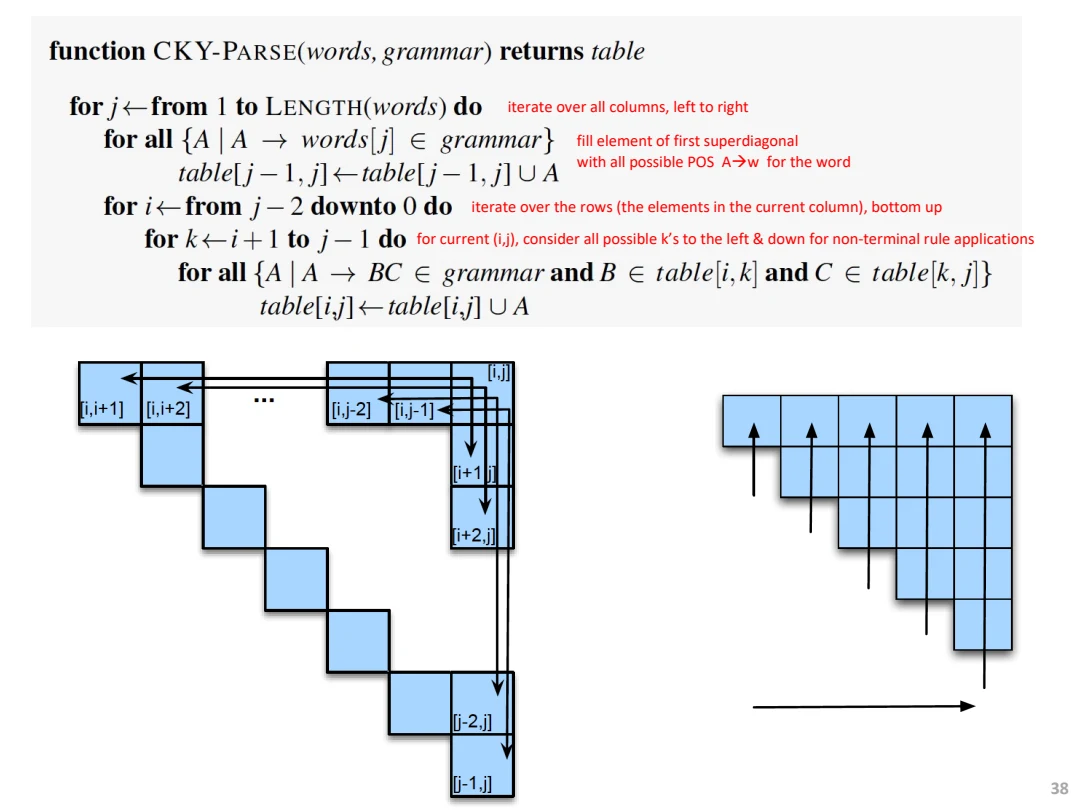 function CKY-PARSE(words, grammar) returns table
for j ← from 1 to LENGTH(words) do iterate over all columns, left to right
for all {A | A → words[j] ∈ grammar} fill element of first superdiagonal
with all possible POS A→w for the word
table[j − 1, j] ← table[j − 1, j] ∪ A
for i ← from j − 2 downto 0 do iterate over the rows (the elements in the current column), bottom up
for k ← i + 1 to j − 1 do for current (i,j), consider all possible k's to the left & down for non-terminal rule applications
for all {A | A → BC ∈ grammar and B ∈ table[i, k] and C ∈ table[k, j]}
table[i,j] ← table[i,j] ∪ A
[i,j]
[i,i+1] [i,i+2] ... [i,j-2] [i,j-1]
[i+1,j]
[i+2,j]
[j-2,j]
[j-1,j]
38